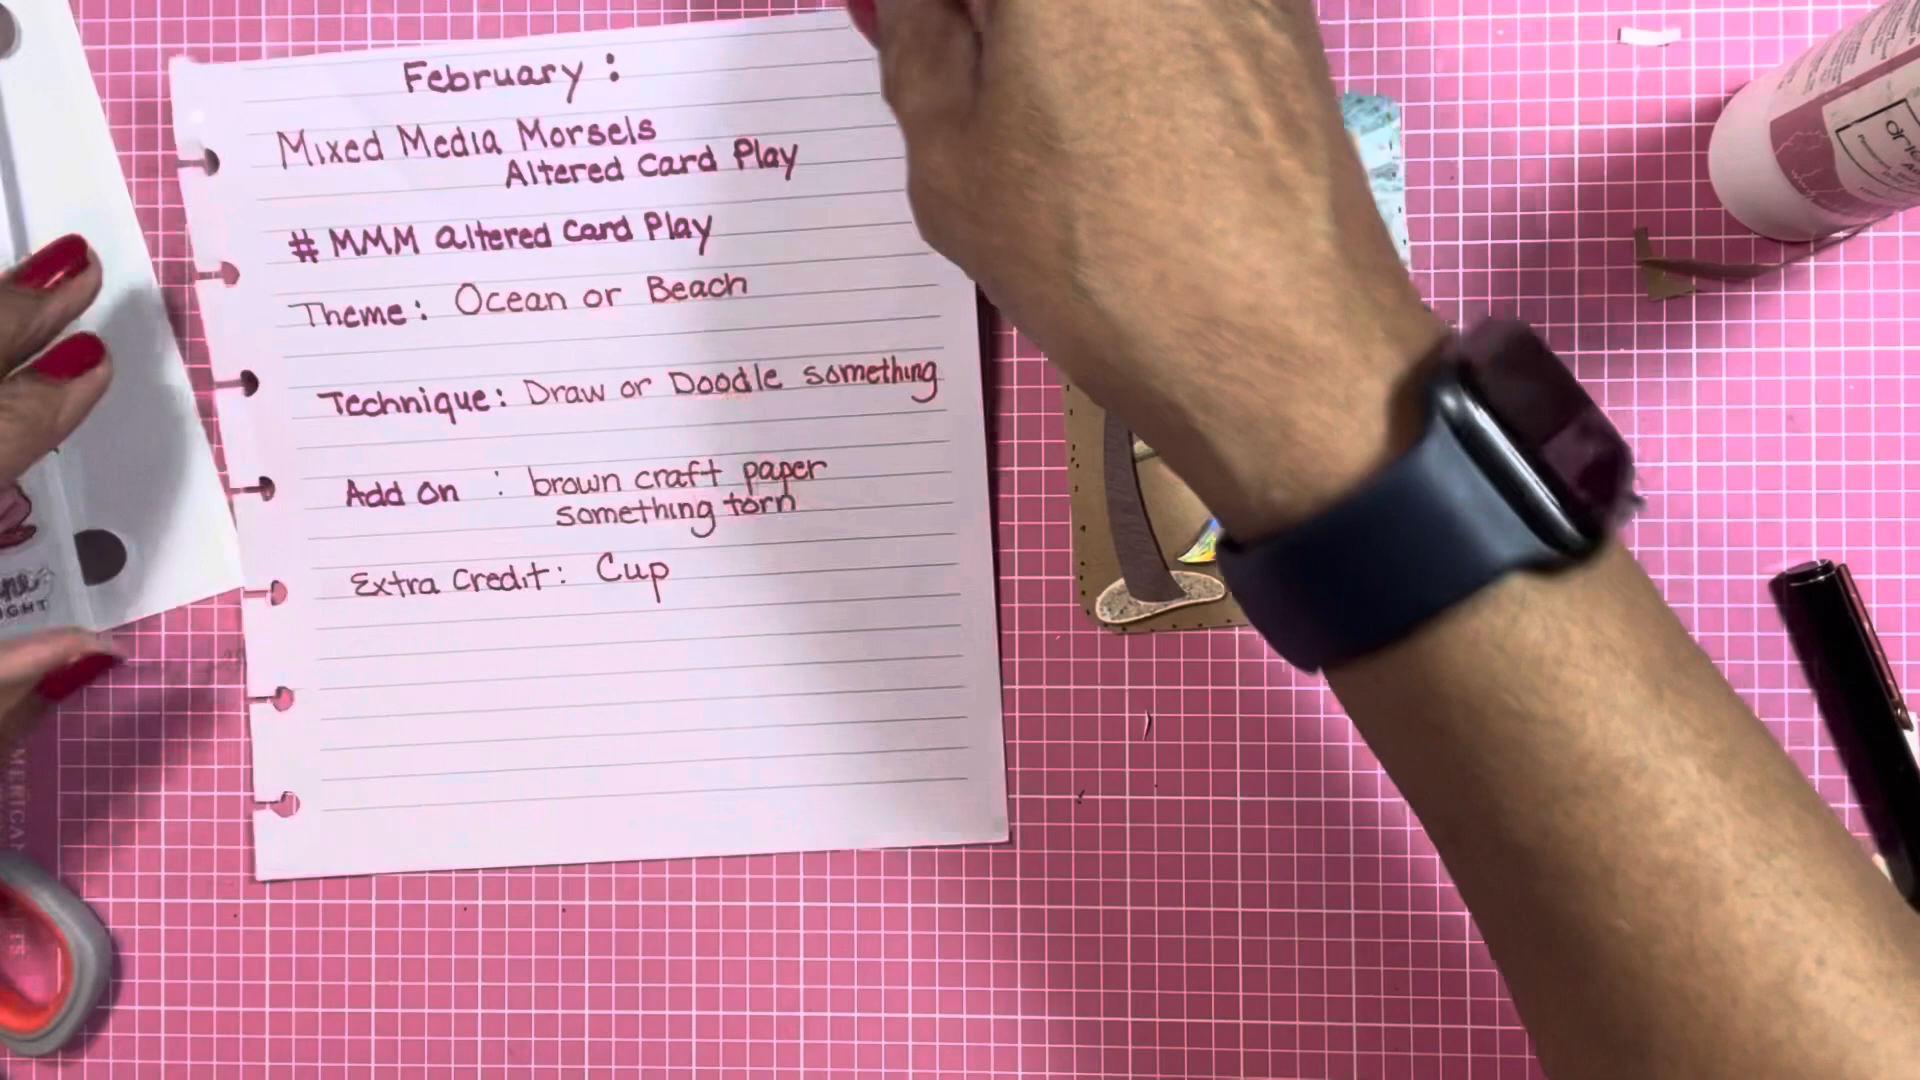 February :
Mixed Media Morsels
Altered Card Play
# MMM altered Card Play
Theme: Ocean or Beach
Technique: Draw or Doodle something
Add on : brown craft paper
something torn
Extra Credit: Cup